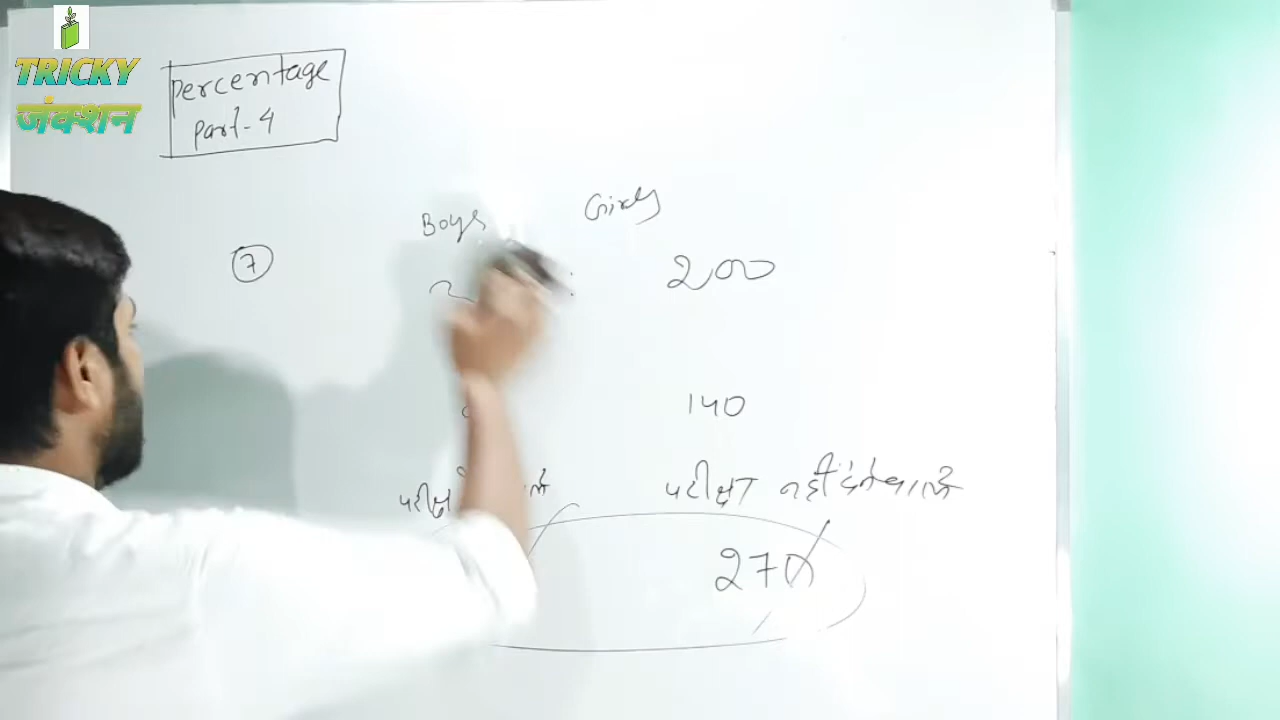 TRICKY
जंक्शन
Percentage
Part-4
Boys Girls
7
: 200
140
परीक्षा नहीं देने वाले
270